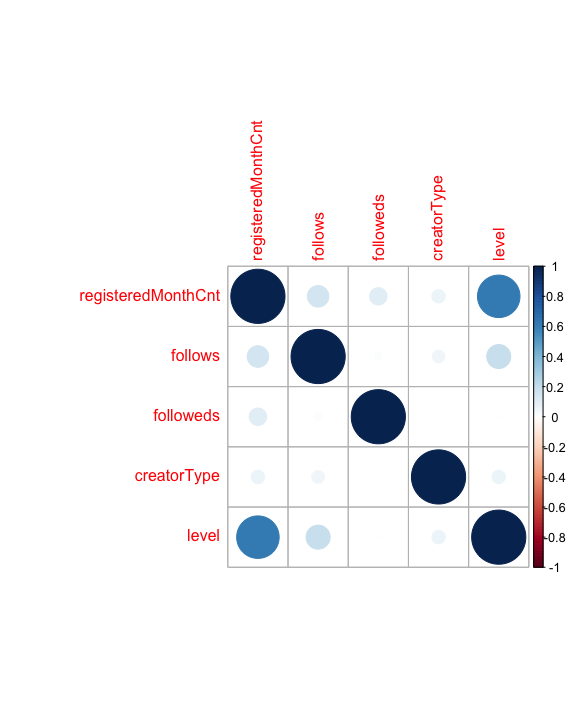 registeredMonthCnt
follows
followeds
creatorType
level
registeredMonthCnt
follows
followeds
creatorType
level
1
0.8
0.6
0.4
0.2
0
-0.2
-0.4
-0.6
-0.8
-1